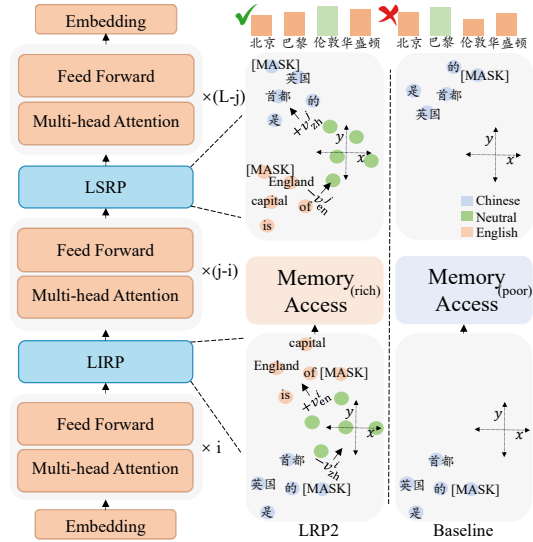 Embedding
Feed Forward
Multi-head Attention
×(L-j)
LSRP
Feed Forward
Multi-head Attention
×(j-i)
LIRP
Feed Forward
Multi-head Attention
× i
Embedding
北京 巴黎 伦敦 华盛顿
[MASK]
英国
首都 的
是
+v^j_zh
y
x
[MASK]
England
−v^j_en
capital
of
is
Memory
Access (rich)
capital
England of [MASK]
is
+v^i_en
y
x
−v^i_zh
首都
英国 的 [MASK]
是
LRP2
北京 巴黎 伦敦 华盛顿
的
[MASK]
是 首都
英国
y
x
Chinese
Neutral
English
Memory
Access (poor)
y
x
首都
英国 的 [MASK]
是
Baseline